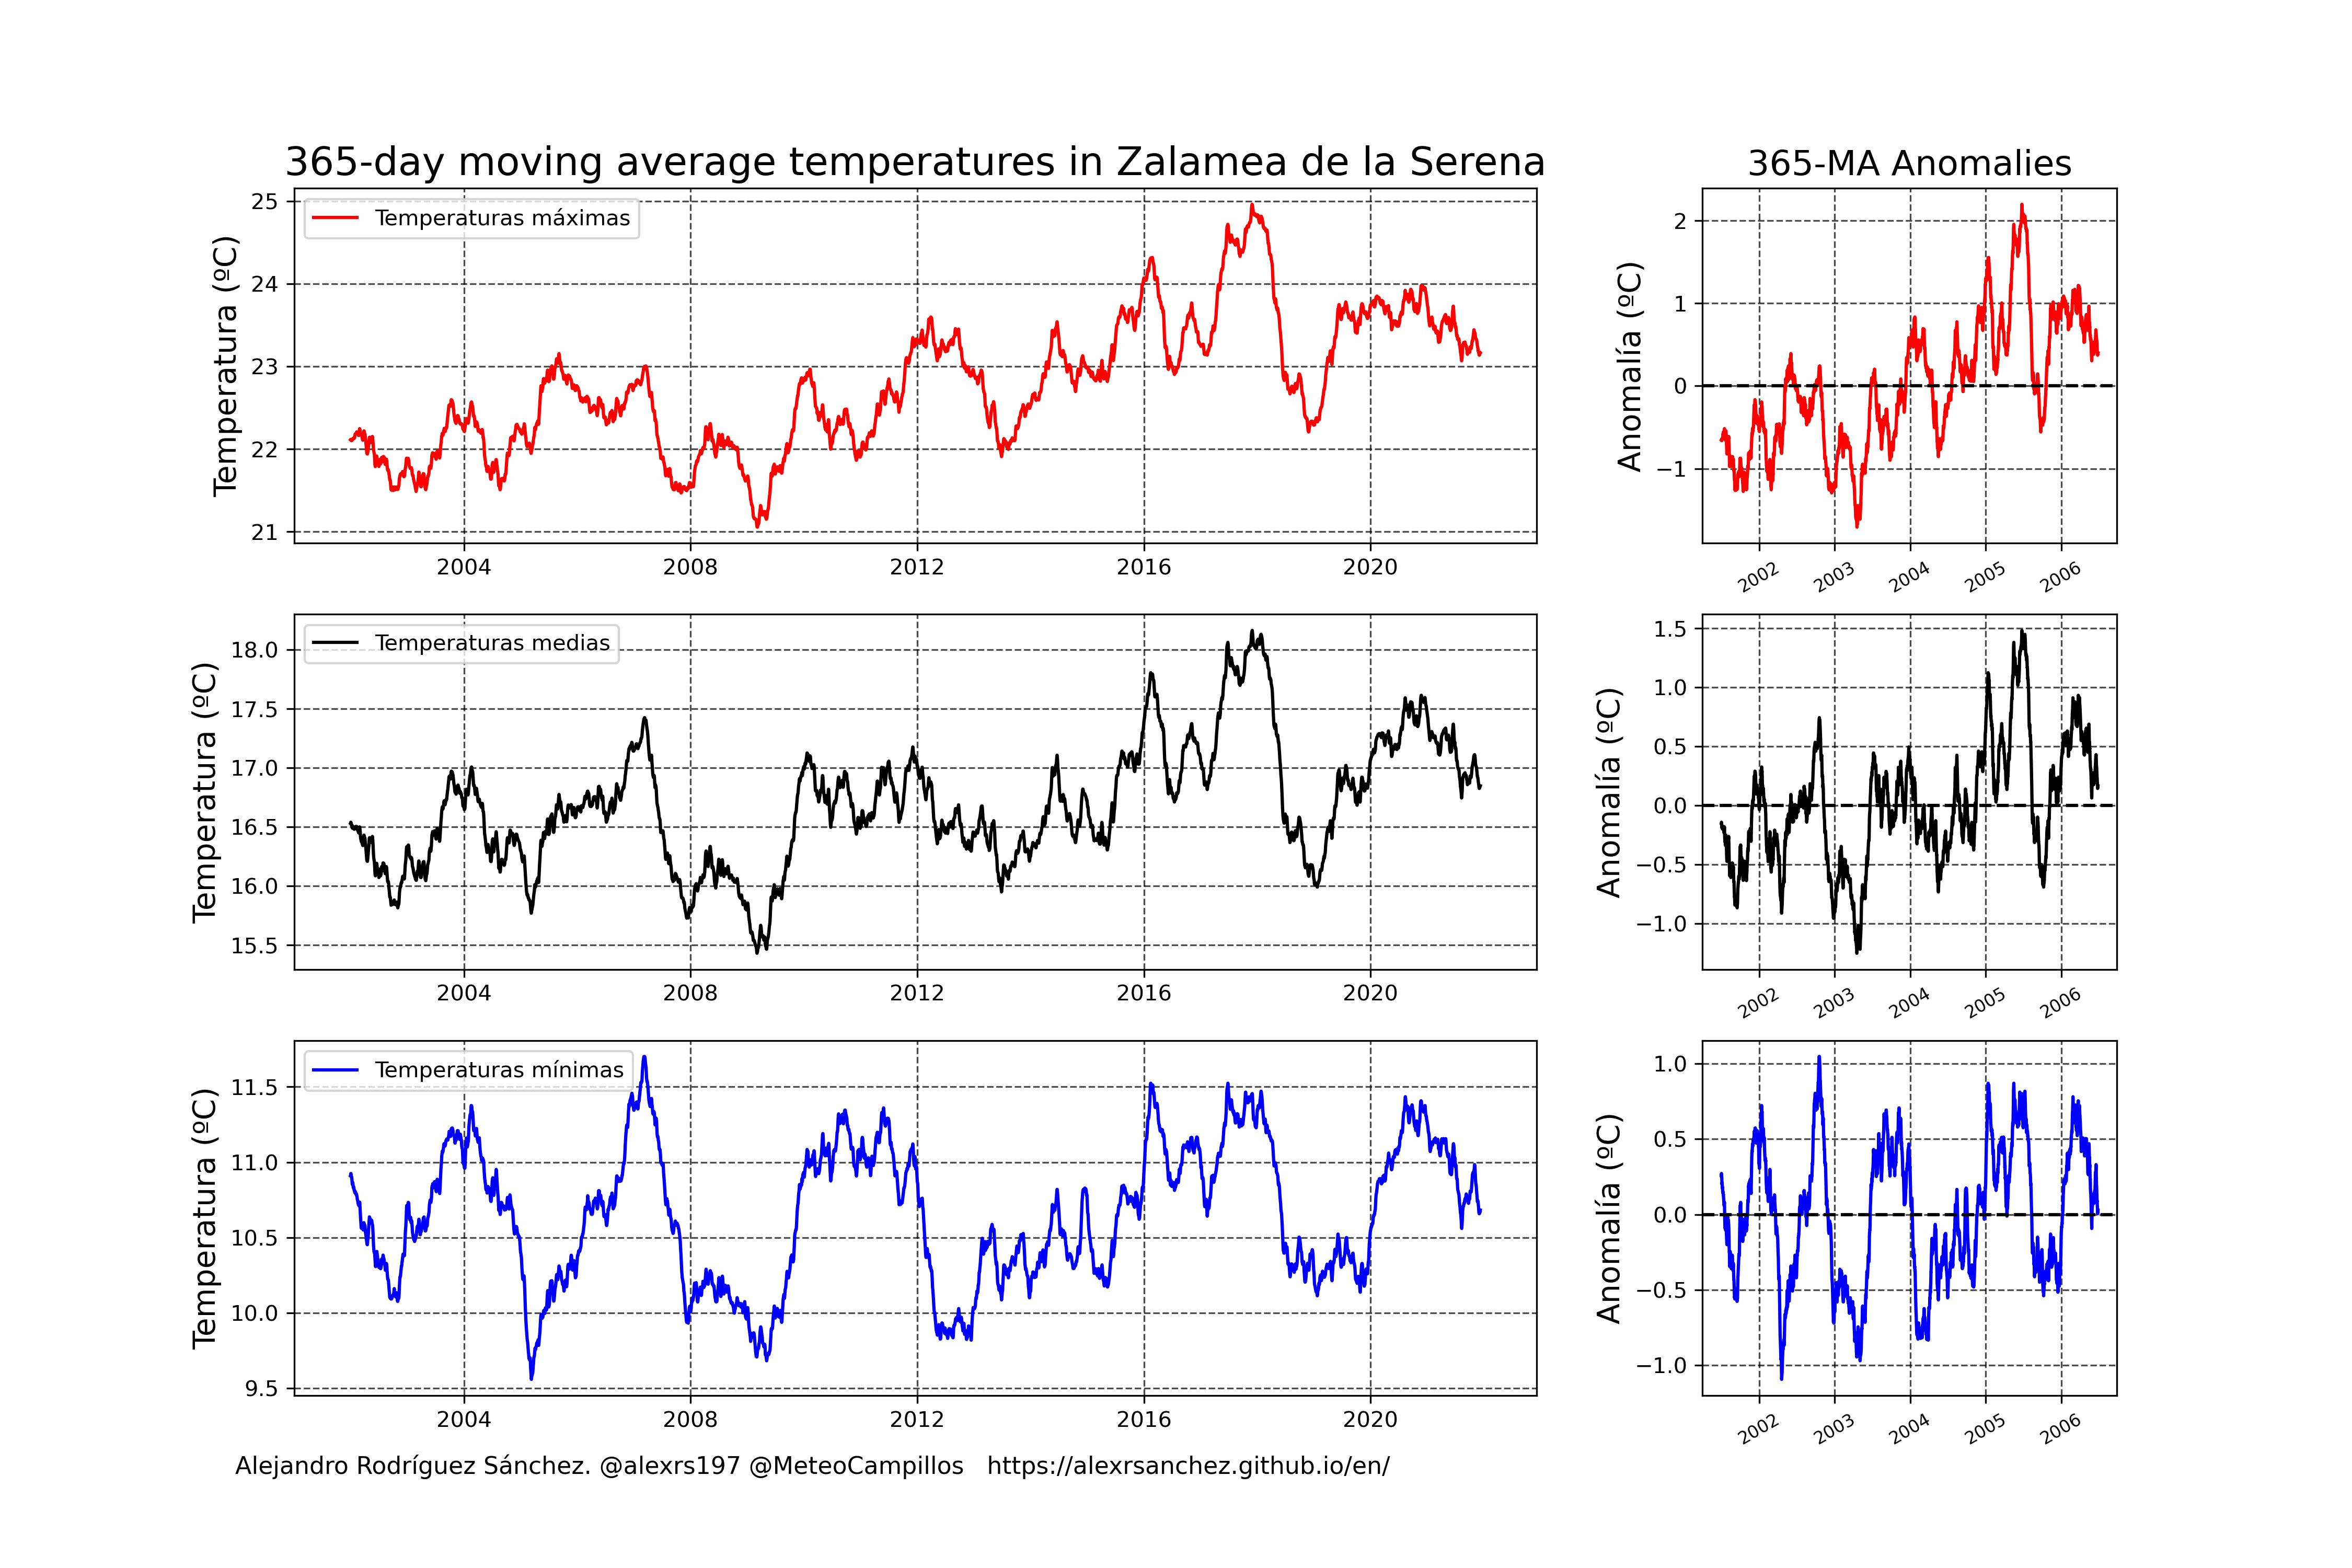 365-day moving average temperatures in Zalamea de la Serena
365-MA Anomalies
Temperatura (ºC)
25
24
23
22
21
Temperaturas máximas
2004 2008 2012 2016 2020
Anomalía (ºC)
2
1
0
−1
2002 2003 2004 2005 2006
Temperatura (ºC)
18.0
17.5
17.0
16.5
16.0
15.5
Temperaturas medias
2004 2008 2012 2016 2020
Anomalía (ºC)
1.5
1.0
0.5
0.0
−0.5
−1.0
2002 2003 2004 2005 2006
Temperatura (ºC)
11.5
11.0
10.5
10.0
9.5
Temperaturas mínimas
2004 2008 2012 2016 2020
Anomalía (ºC)
1.0
0.5
0.0
−0.5
−1.0
2002 2003 2004 2005 2006
Alejandro Rodríguez Sánchez. @alexrs197 @MeteoCampillos https://alexrsanchez.github.io/en/